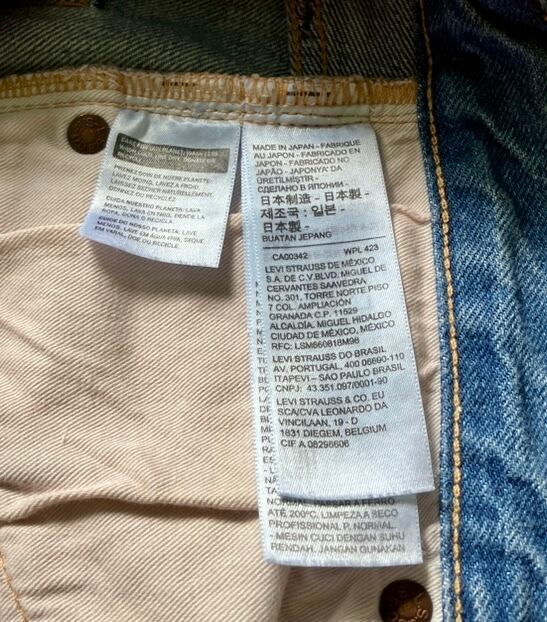 PRENEZ SOIN DE NOTRE PLANETE:
LAVEZ MOINS, LAVEZ A FROID,
LAISSEZ SECHER NATURELLEMENT,
DONNEZ OU RECYCLEZ
CUIDA NUESTRO PLANETA: LAVA
MENOS, LAVA EN FRIO, TIENDE LA
ROPA, DONA O RECICLA.
CUIDE DO NOSSO PLANETA: LAVE
MENOS, LAVE EM ÁGUA FRIA, SEQUE
EM VARAL, DOE OU RECICLE.
MADE IN JAPAN - FABRIQUE
AU JAPON - FABRICADO EN
JAPON - FABRICADO NO
JAPÃO - JAPONYA' DA
ÜRETILMIŞTIR -
СДЕЛАНО В ЯПОНИИ -
日本制造 - 日本製 -
제조국 : 일본 -
日本製 -
BUATAN JEPANG
CA00342 WPL 423
LEVI STRAUSS DE MÉXICO
S.A. DE C.V.BLVD. MIGUEL DE
CERVANTES SAAVEDRA
NO. 301, TORRE NORTE PISO
7 COL. AMPLIACIÓN
GRANADA C.P. 11529
ALCALDÍA. MIGUEL HIDALGO
CIUDAD DE MÉXICO, MÉXICO
RFC: LSM860818M98
LEVI STRAUSS DO BRASIL
AV. PORTUGAL, 400 06690-110
ITAPEVI – SAO PAULO BRASIL
CNPJ: 43.351.097/0001-90
LEVI STRAUSS & CO. EU
SCA/CVA LEONARDO DA
VINCILAAN, 19 - D
1831 DIEGEM, BELGIUM
CIF A 08298606
NORMAL. PASSAR A FERRO
ATÉ 200°C. LIMPEZA A SECO
PROFISSIONAL P. NORMAL.
- MESIN CUCI DENGAN SUHU
RENDAH. JANGAN GUNAKAN